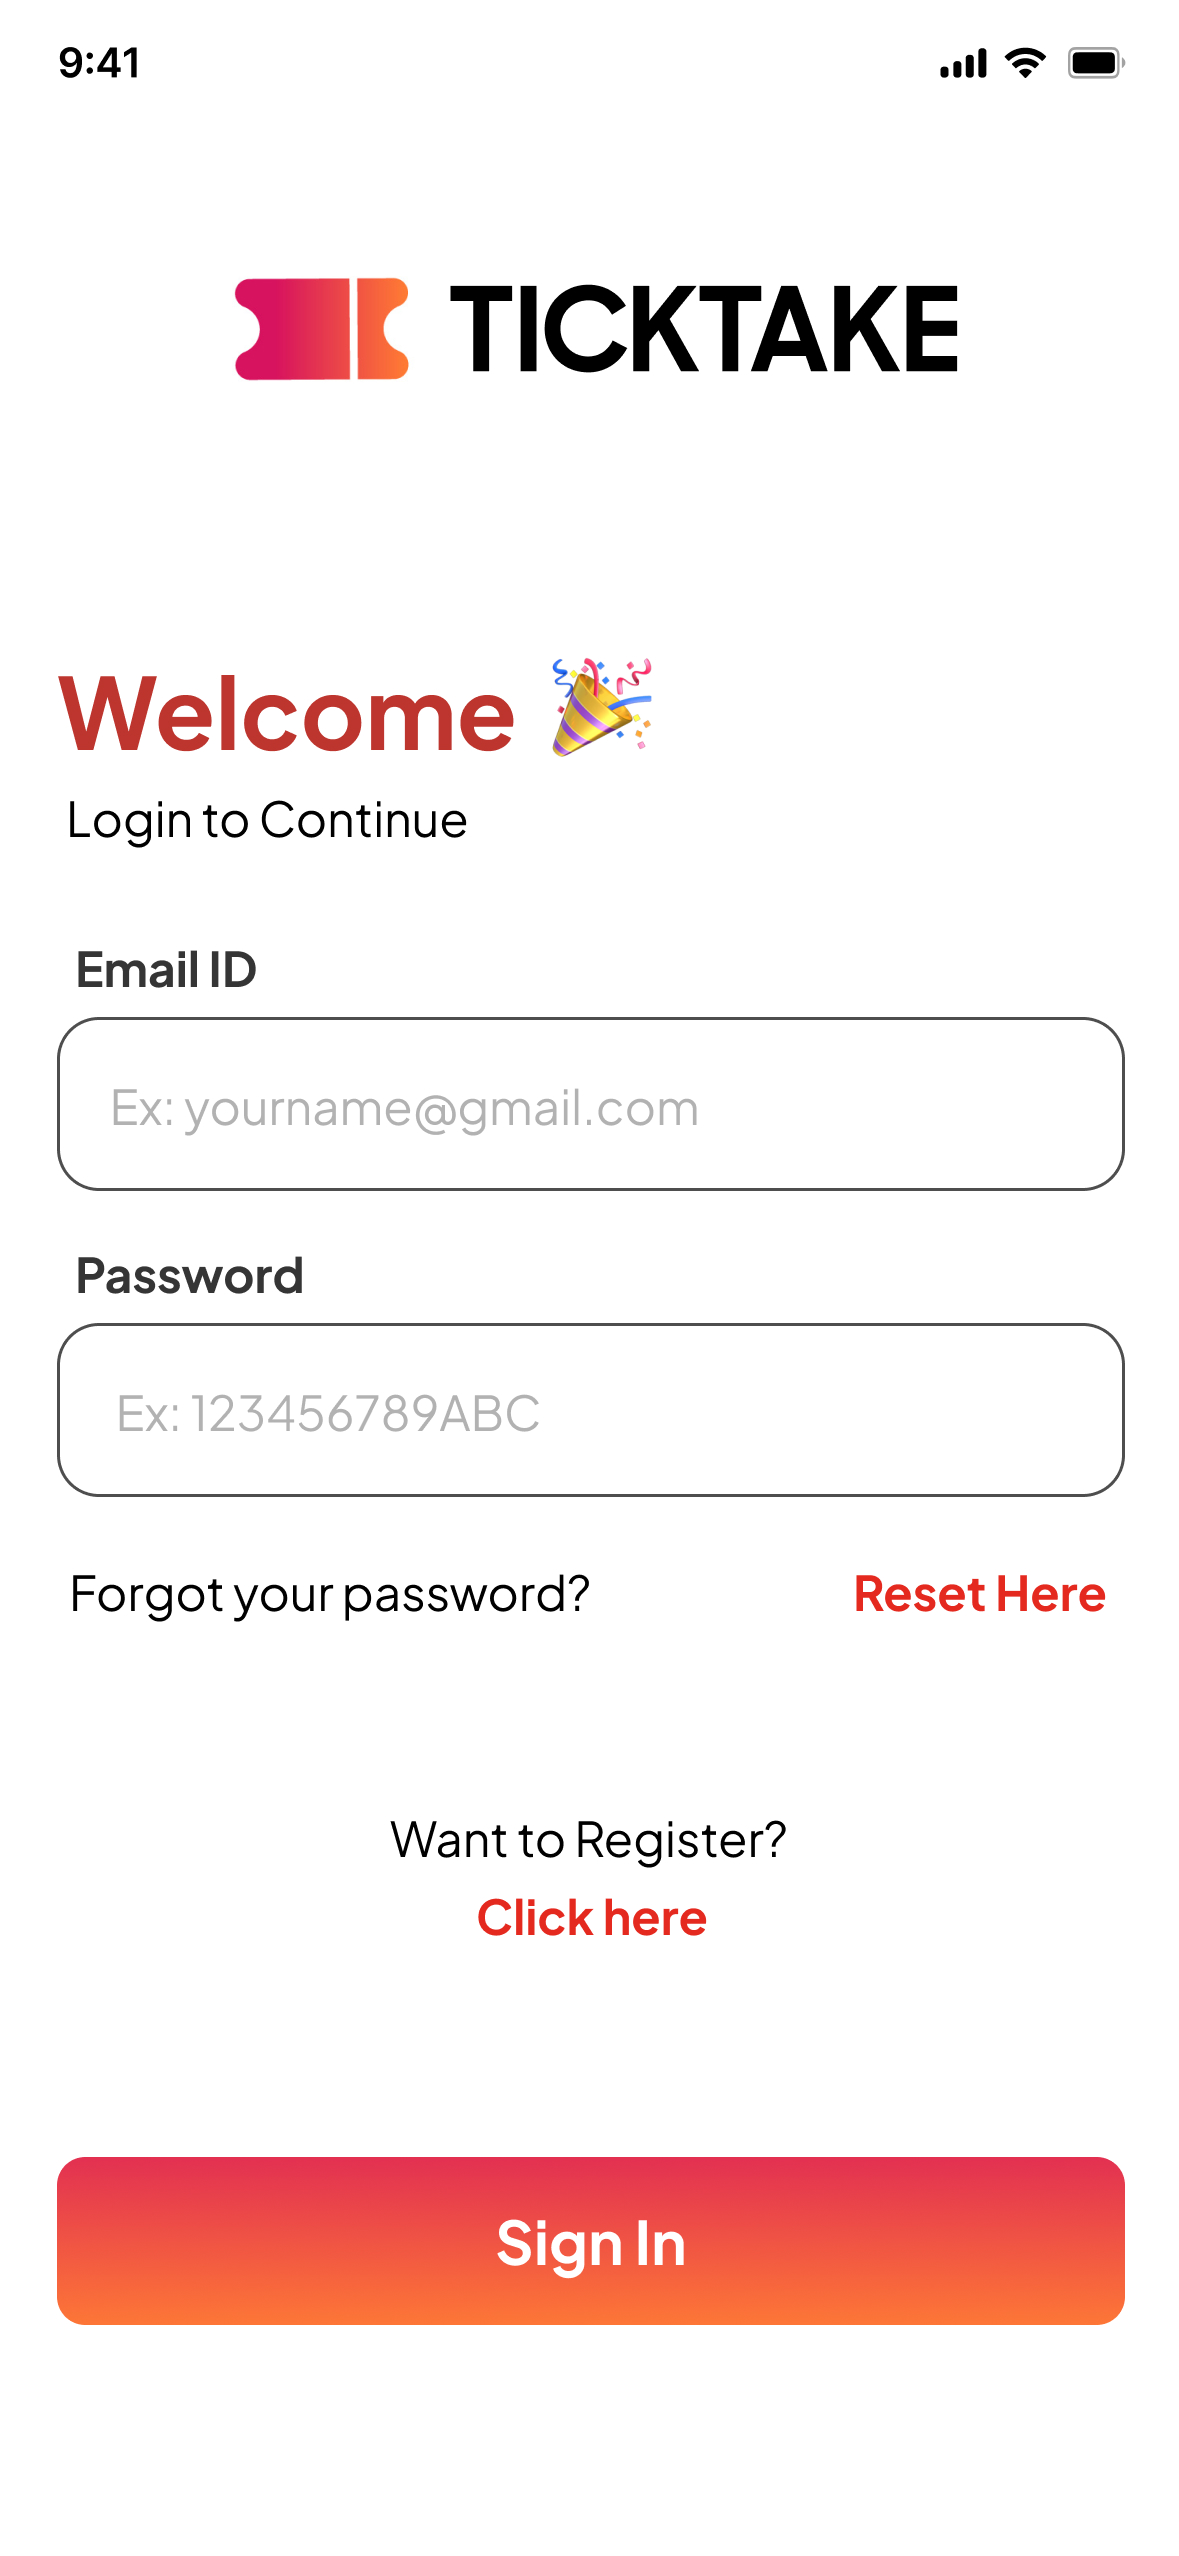 9:41
TICKTAKE
Welcome 🎉
Login to Continue
Email ID
Ex: yourname@gmail.com
Password
Ex: 123456789ABC
Forgot your password? Reset Here
Want to Register?
Click here
Sign In